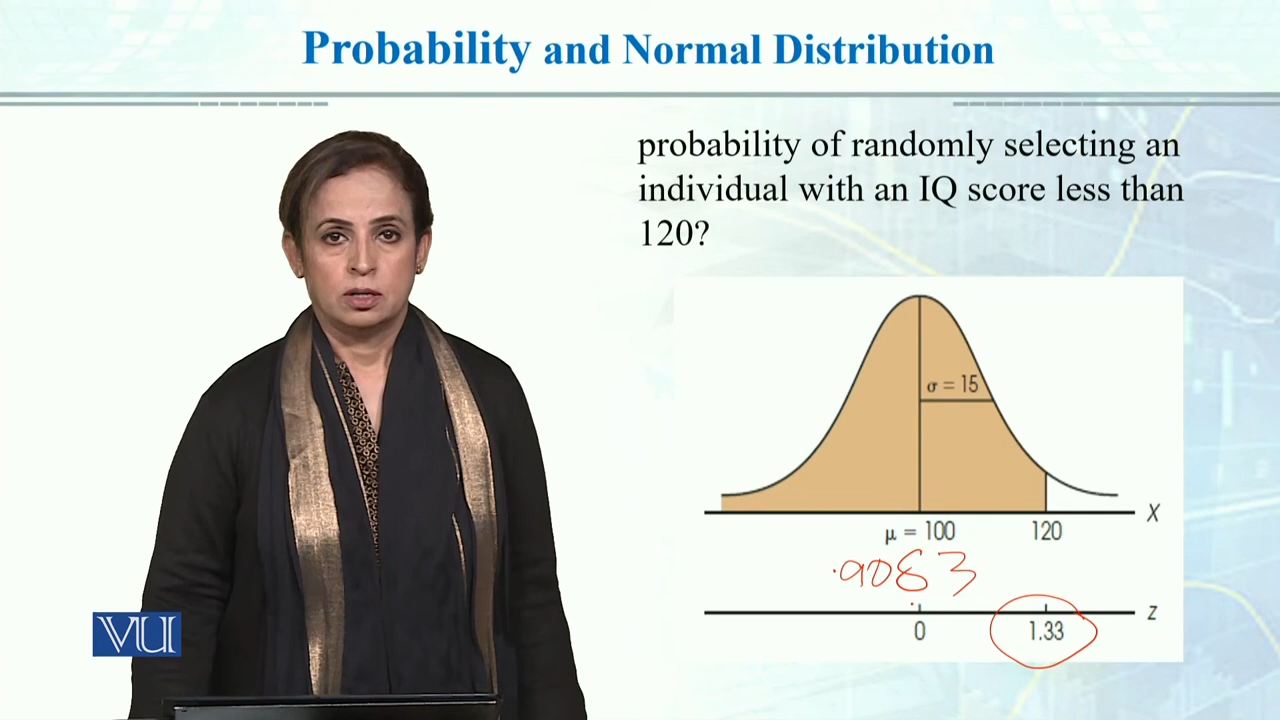 Probability and Normal Distribution
probability of randomly selecting an
individual with an IQ score less than
120?
σ = 15
X
μ = 100
120
.9083
z
0
1.33
VU